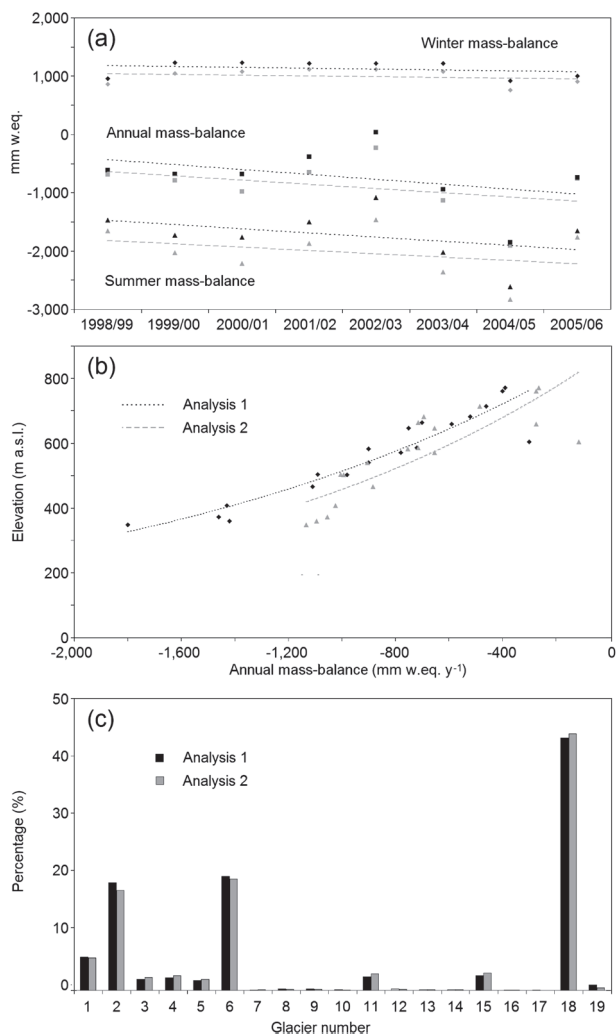 (a)
Winter mass-balance
1,000
0
Annual mass-balance
mm w.eq.
-1,000
-2,000
Summer mass-balance
-3,000
1998/99 1999/00 2000/01 2001/02 2002/03 2003/04 2004/05 2005/06
(b)
800
Analysis 1
Analysis 2
600
Elevation (m a.s.l.)
400
200
0
-2,000 -1,600 -1,200 -800 -400 0
Annual mass-balance (mm w.eq. y-1)
50
(c)
40
Analysis 1
Analysis 2
30
Percentage (%)
20
10
0
1 2 3 4 5 6 7 8 9 10 11 12 13 14 15 16 17 18 19
Glacier number